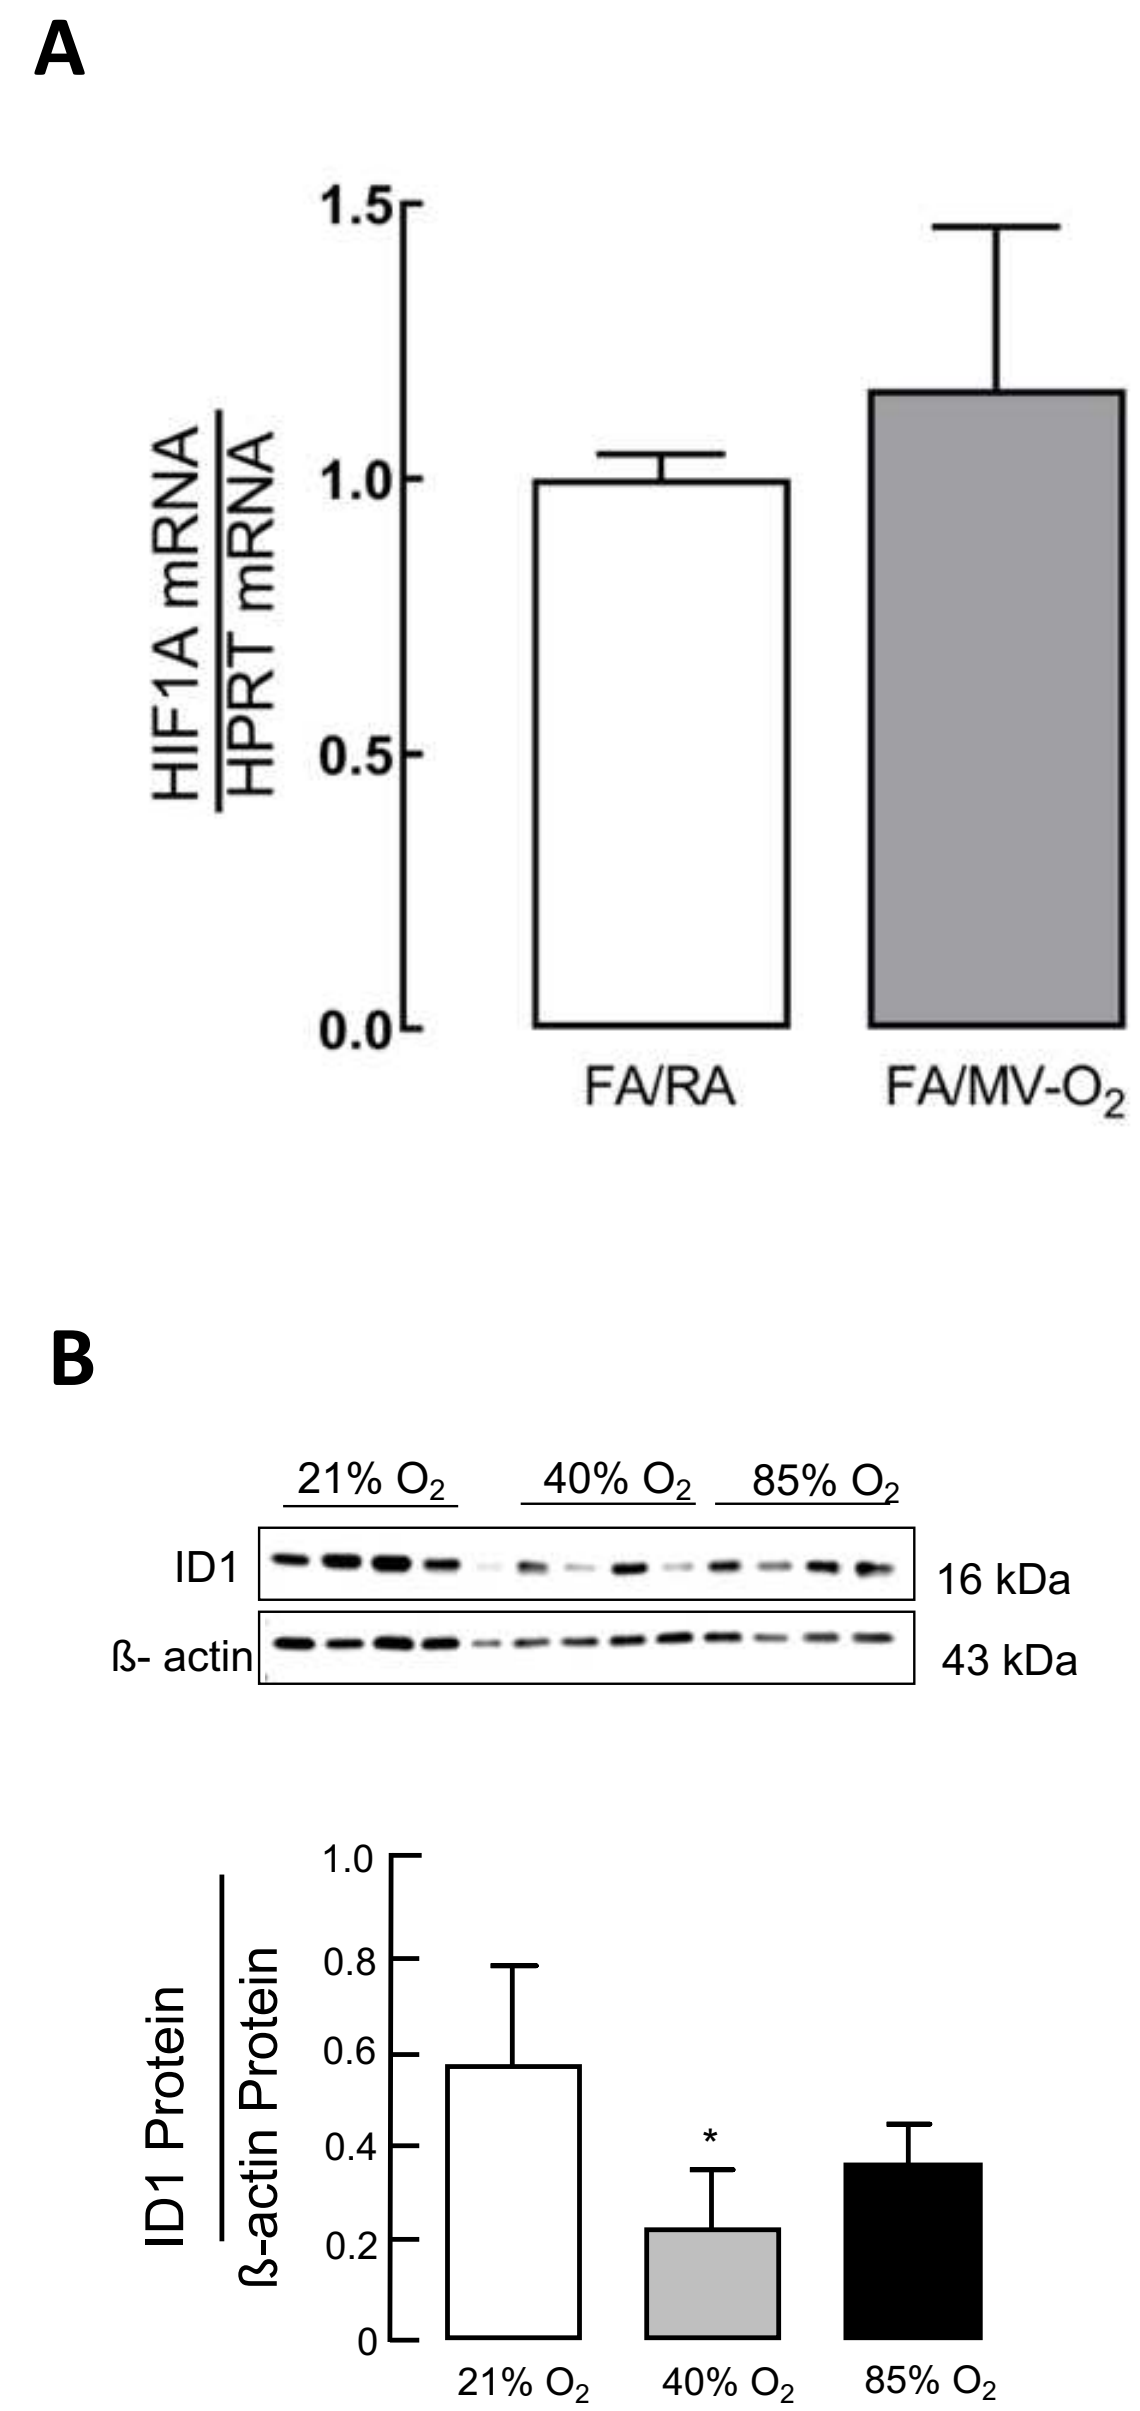 A
1.5
1.0
0.5
0.0
HIF1A mRNA
HPRT mRNA
FA/RA
FA/MV-O₂
B
21% O₂
40% O₂
85% O₂
ID1
16 kDa
ß- actin
43 kDa
1.0
0.8
0.6
0.4
0.2
0
ID1 Protein
ß-actin Protein
*
21% O₂
40% O₂
85% O₂